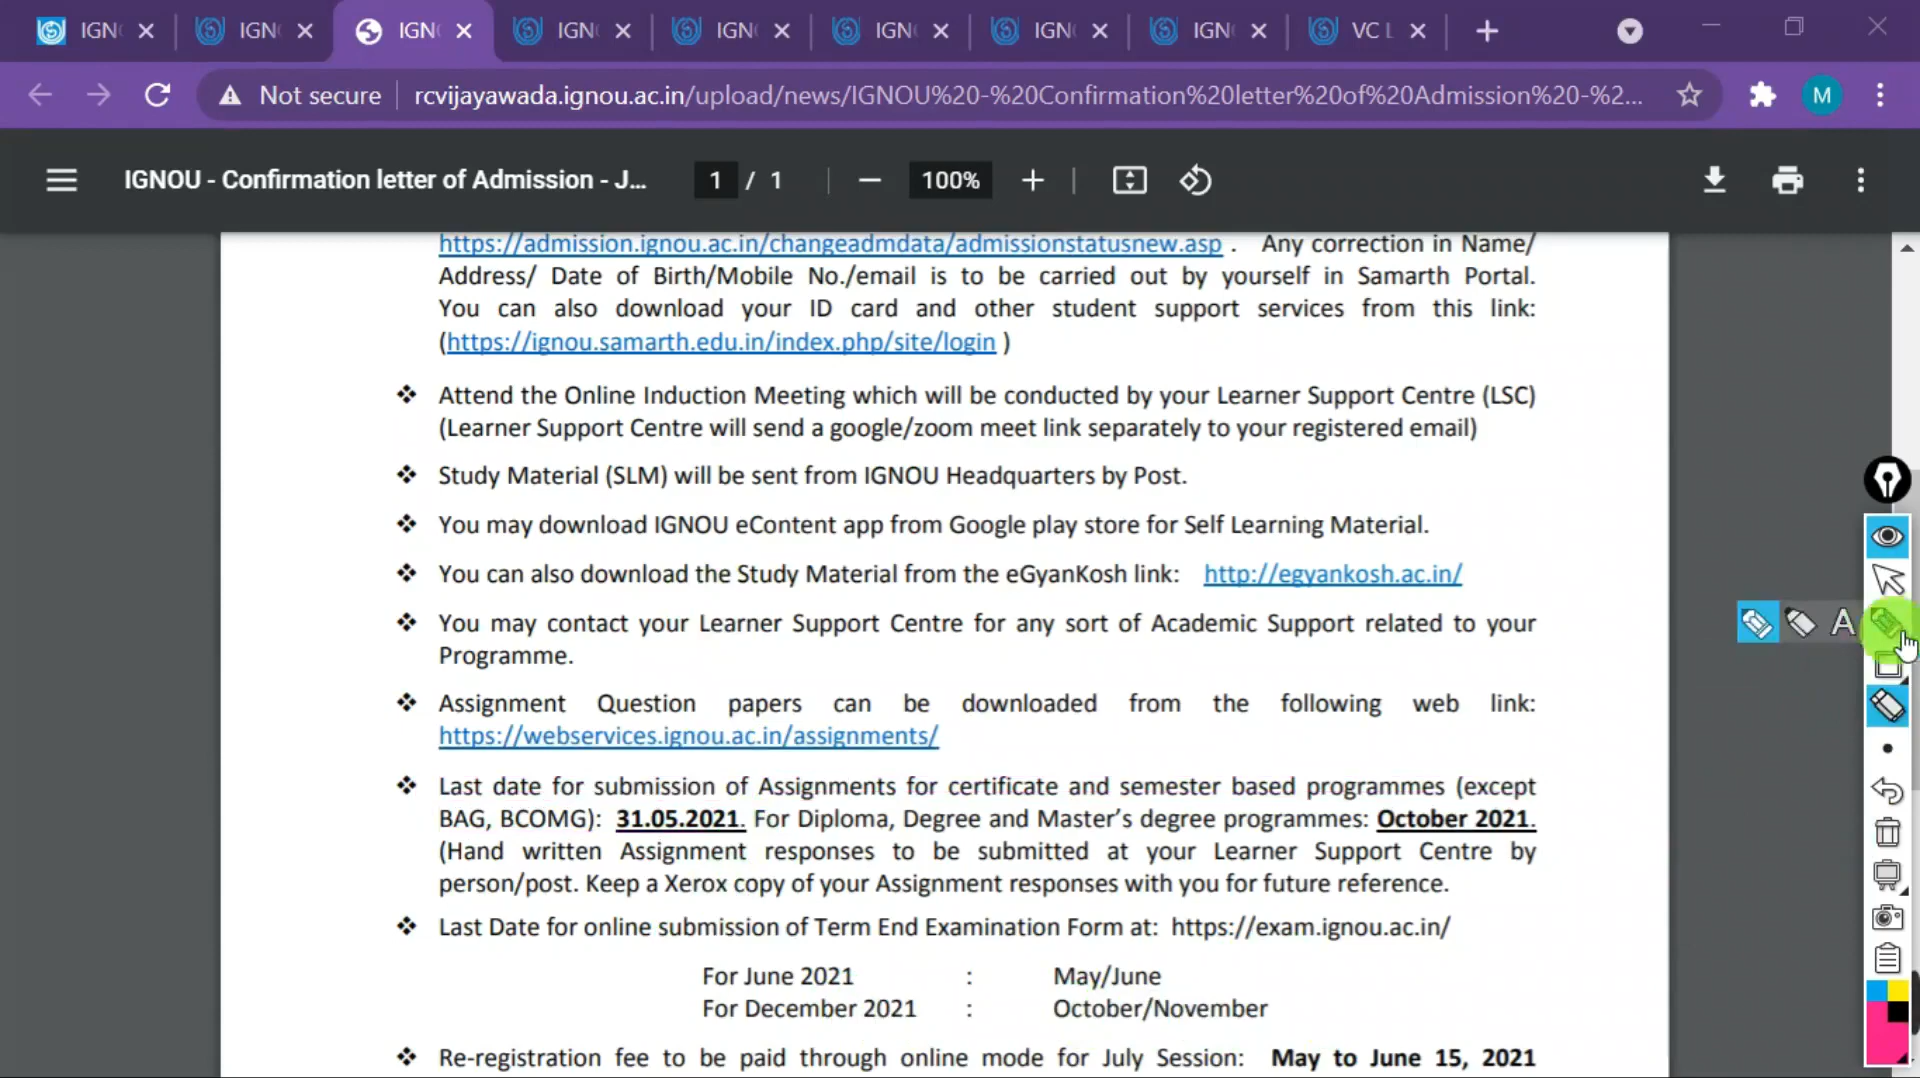 IGN
IGN
IGN
IGN
IGN
IGN
IGN
IGN
VC L
Not secure
rcvijayawada.ignou.ac.in/upload/news/IGNOU%20-%20Confirmation%20letter%20of%20Admission%20-%2...
M
IGNOU - Confirmation letter of Admission - J...
1 / 1
100%
https://admission.ignou.ac.in/changeadmdata/admissionstatusnew.asp . Any correction in Name/
Address/ Date of Birth/Mobile No./email is to be carried out by yourself in Samarth Portal.
You can also download your ID card and other student support services from this link:
(https://ignou.samarth.edu.in/index.php/site/login )
❖ Attend the Online Induction Meeting which will be conducted by your Learner Support Centre (LSC)
(Learner Support Centre will send a google/zoom meet link separately to your registered email)
❖ Study Material (SLM) will be sent from IGNOU Headquarters by Post.
❖ You may download IGNOU eContent app from Google play store for Self Learning Material.
❖ You can also download the Study Material from the eGyanKosh link: http://egyankosh.ac.in/
A
❖ You may contact your Learner Support Centre for any sort of Academic Support related to your
Programme.
❖ Assignment Question papers can be downloaded from the following web link:
https://webservices.ignou.ac.in/assignments/
❖ Last date for submission of Assignments for certificate and semester based programmes (except
BAG, BCOMG): 31.05.2021. For Diploma, Degree and Master's degree programmes: October 2021.
(Hand written Assignment responses to be submitted at your Learner Support Centre by
person/post. Keep a Xerox copy of your Assignment responses with you for future reference.
❖ Last Date for online submission of Term End Examination Form at: https://exam.ignou.ac.in/
For June 2021 : May/June
For December 2021 : October/November
❖ Re-registration fee to be paid through online mode for July Session: May to June 15, 2021